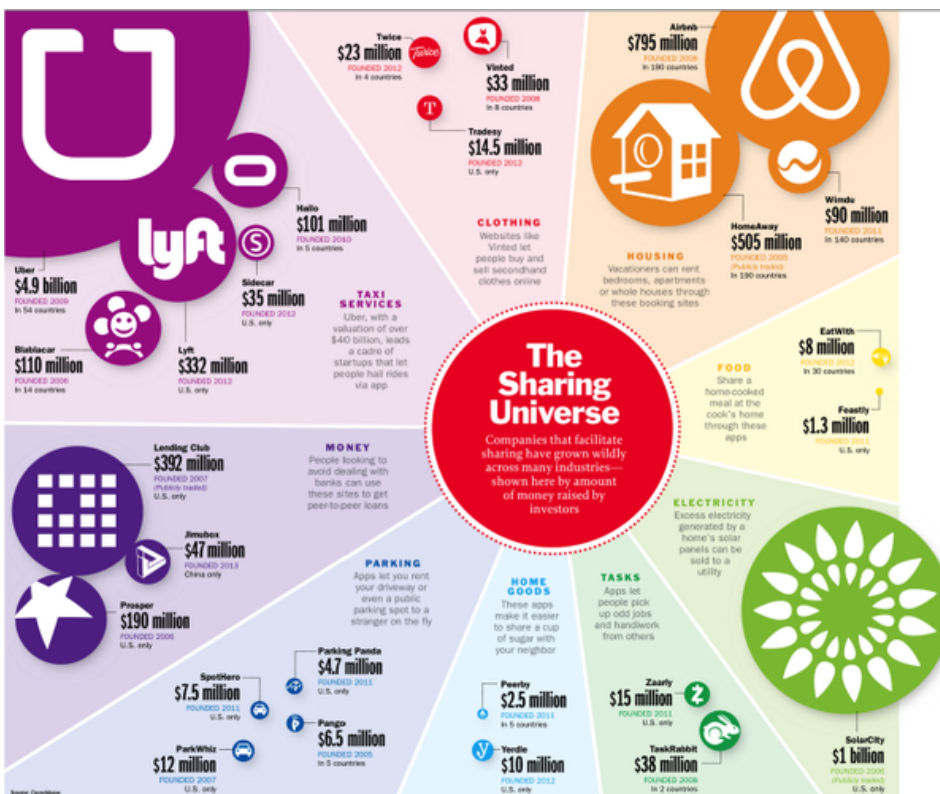 Twice
$23 million
FOUNDED 2012
In 4 countries
Twice
Vinted
$33 million
FOUNDED 2008
In 8 countries
T
Tradesy
$14.5 million
FOUNDED 2012
U.S. only
CLOTHING
Websites like
Vinted let
people buy and
sell secondhand
clothes online
Airbnb
$795 million
FOUNDED 2008
In 190 countries
Wimdu
$90 million
FOUNDED 2011
In 140 countries
HomeAway
$505 million
FOUNDED 2005
(Publicly traded)
In 190 countries
HOUSING
Vacationers can rent
bedrooms, apartments
or whole houses through
these booking sites
Hailo
$101 million
FOUNDED 2010
In 5 countries
lyft
S
Sidecar
$35 million
FOUNDED 2012
U.S. only
Uber
$4.9 billion
FOUNDED 2009
In 54 countries
Blablacar
$110 million
FOUNDED 2006
In 14 countries
Lyft
$332 million
FOUNDED 2012
U.S. only
TAXI
SERVICES
Uber, with a
valuation of over
$40 billion, leads
a cadre of
startups that let
people hail rides
via app
The
Sharing
Universe
Companies that facilitate
sharing have grown wildly
across many industries—
shown here by amount
of money raised by
investors
EatWith
$8 million
FOUNDED 2012
In 30 countries
Feastly
$1.3 million
FOUNDED 2011
U.S. only
FOOD
Share a
home-cooked
meal at the
cook's home
through these
apps
MONEY
People looking to
avoid dealing with
banks can use
these sites to get
peer-to-peer loans
Lending Club
$392 million
FOUNDED 2007
(Publicly traded)
U.S. only
Jimubox
$47 million
FOUNDED 2013
China only
Prosper
$190 million
FOUNDED 2006
U.S. only
ELECTRICITY
Excess electricity
generated by a
home's solar
panels can be
sold to a
utility
SolarCity
$1 billion
FOUNDED 2006
(Publicly traded)
U.S. only
PARKING
Apps let you rent
your driveway or
even a public
parking spot to a
stranger on the fly
Parking Panda
$4.7 million
FOUNDED 2011
U.S. only
SpotHero
$7.5 million
FOUNDED 2011
U.S. only
Pango
$6.5 million
FOUNDED 2005
In 5 countries
ParkWhiz
$12 million
FOUNDED 2007
U.S. only
HOME
GOODS
These apps
make it easier
to share a cup
of sugar with
your neighbor
Peerby
$2.5 million
FOUNDED 2011
In 5 countries
y
Yerdle
$10 million
FOUNDED 2012
U.S. only
TASKS
Apps let
people pick
up odd jobs
and handiwork
from others
Zaarly
$15 million
FOUNDED 2011
U.S. only
Z
TaskRabbit
$38 million
FOUNDED 2008
In 2 countries
Source: CrunchBase